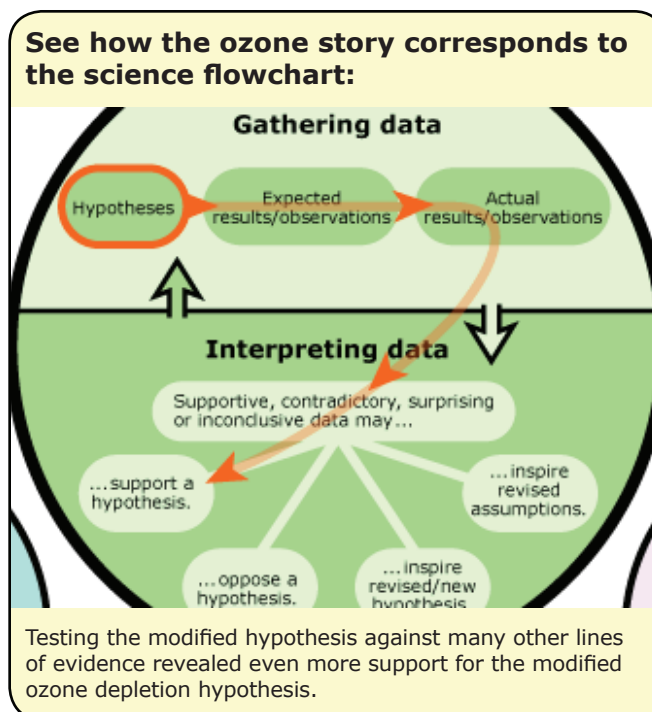 See how the ozone story corresponds to
the science flowchart:
Gathering data
Hypotheses
Expected
results/observations
Actual
results/observations
Interpreting data
Supportive, contradictory, surprising
or inconclusive data may...
...support a
hypothesis.
...inspire
revised
assumptions.
...oppose a
hypothesis.
...inspire
revised/new
hypothesis
Testing the modified hypothesis against many other lines
of evidence revealed even more support for the modified
ozone depletion hypothesis.